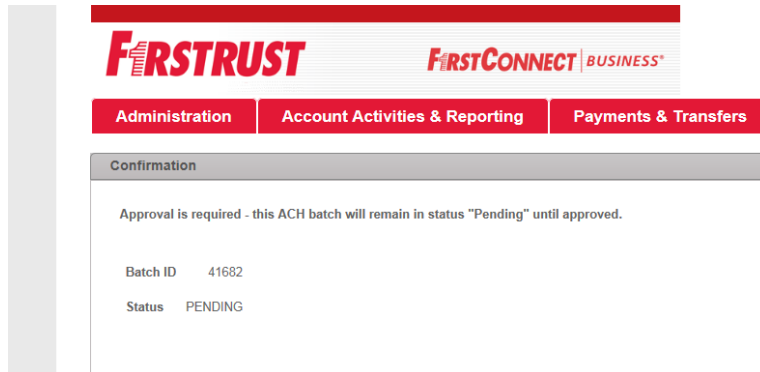 FIRSTRUST
FIRSTCONNECT | BUSINESS®
Administration Account Activities & Reporting Payments & Transfers
Confirmation
Approval is required - this ACH batch will remain in status "Pending" until approved.
Batch ID 41682
Status PENDING